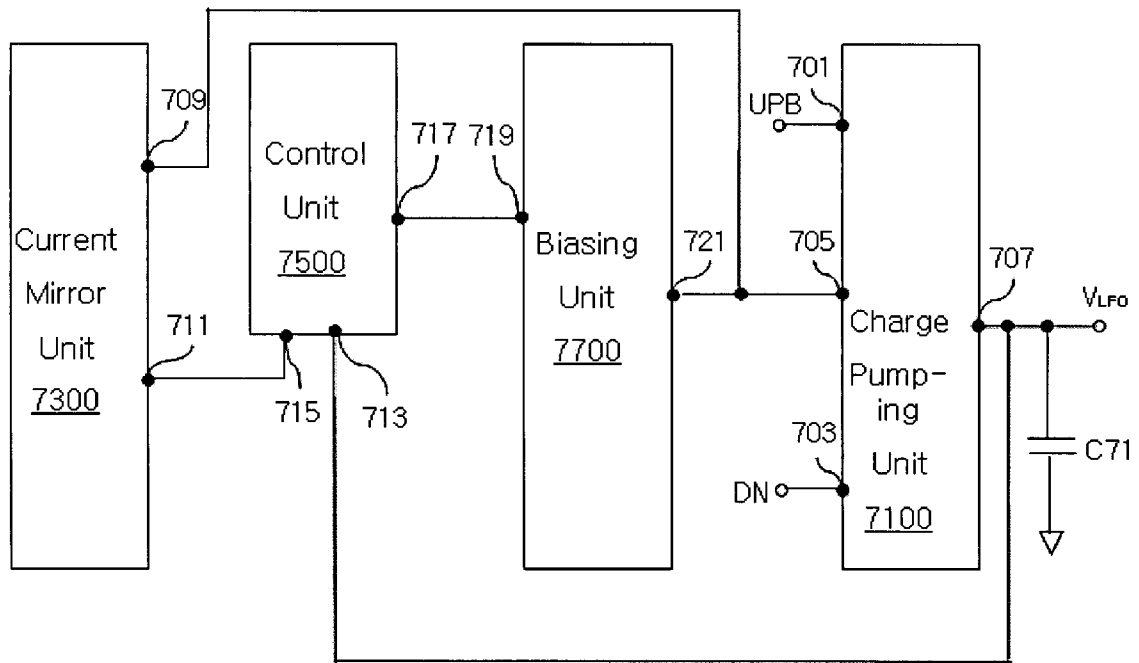 709
Current
Mirror
Unit
7300
711
Control
Unit
7500
717
715
713
719
Biasing
Unit
7700
721
UPB
701
705
Charge
Pump-
ing
Unit
7100
703
DN
707
VLFO
C71